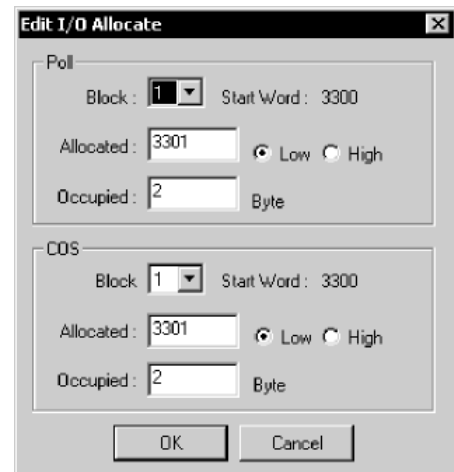 Edit I/O Allocate
Poll
Block : 1 Start Word : 3300
Allocated : 3301 Low High
Occupied : 2 Byte
COS
Block 1 Start Word : 3300
Allocated : 3301 Low High
Occupied : 2 Byte
OK Cancel